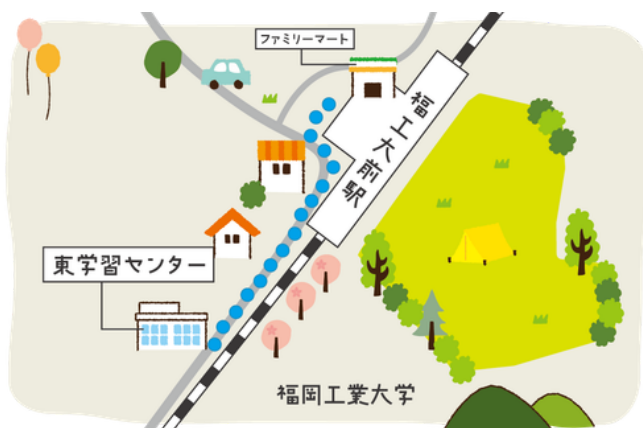 ファミリーマート
福工大前駅
東学習センター
福岡工業大学